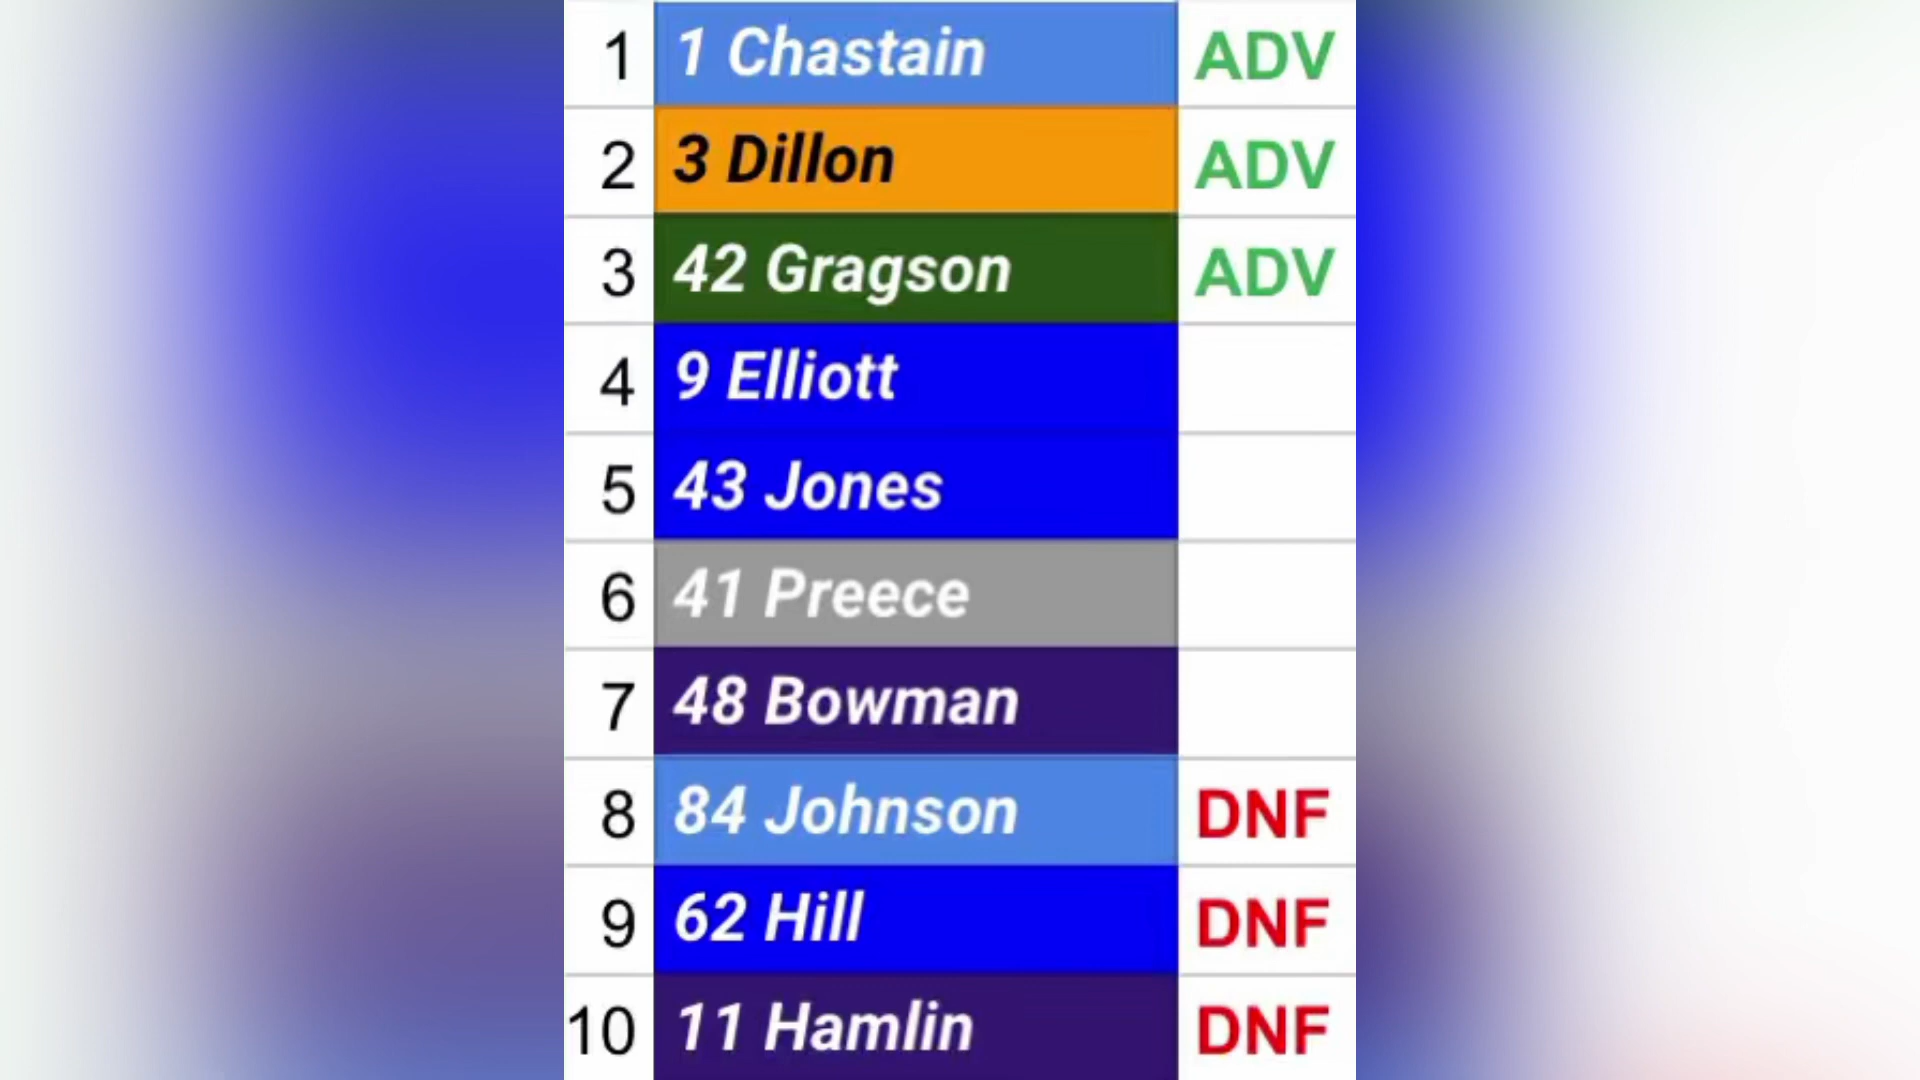 1 1 Chastain ADV
2 3 Dillon ADV
3 42 Gragson ADV
4 9 Elliott
5 43 Jones
6 41 Preece
7 48 Bowman
8 84 Johnson DNF
9 62 Hill DNF
10 11 Hamlin DNF